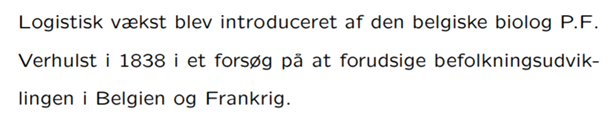 Logistisk vækst blev introduceret af den belgiske biolog P.F.
Verhulst i 1838 i et forsøg på at forudsige befolkningsudvik-
lingen i Belgien og Frankrig.